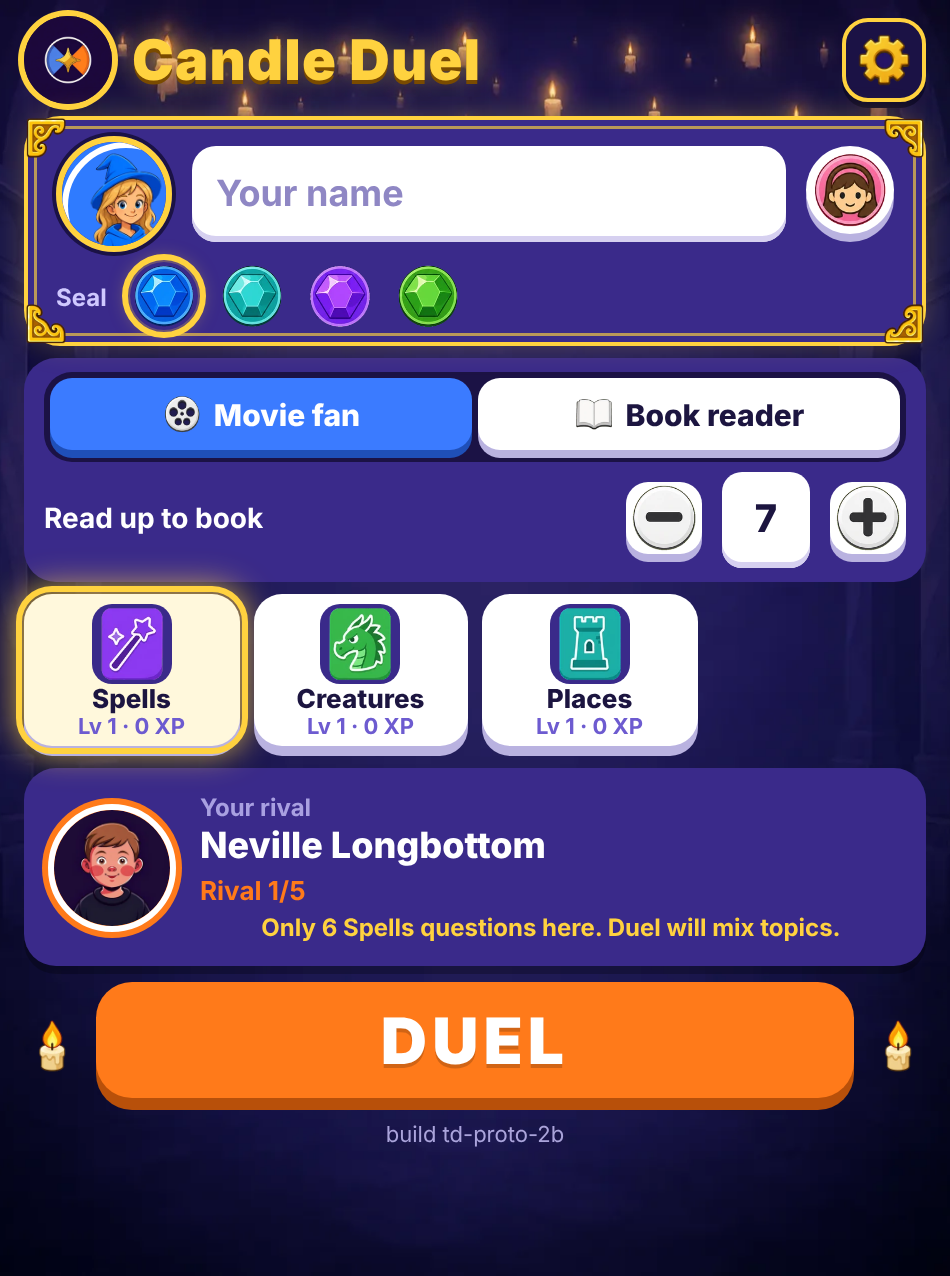 Candle Duel
Your name
Seal
Movie fan
Book reader
Read up to book
7
Spells
Lv 1 · 0 XP
Creatures
Lv 1 · 0 XP
Places
Lv 1 · 0 XP
Your rival
Neville Longbottom
Rival 1/5
Only 6 Spells questions here. Duel will mix topics.
DUEL
build td-proto-2b